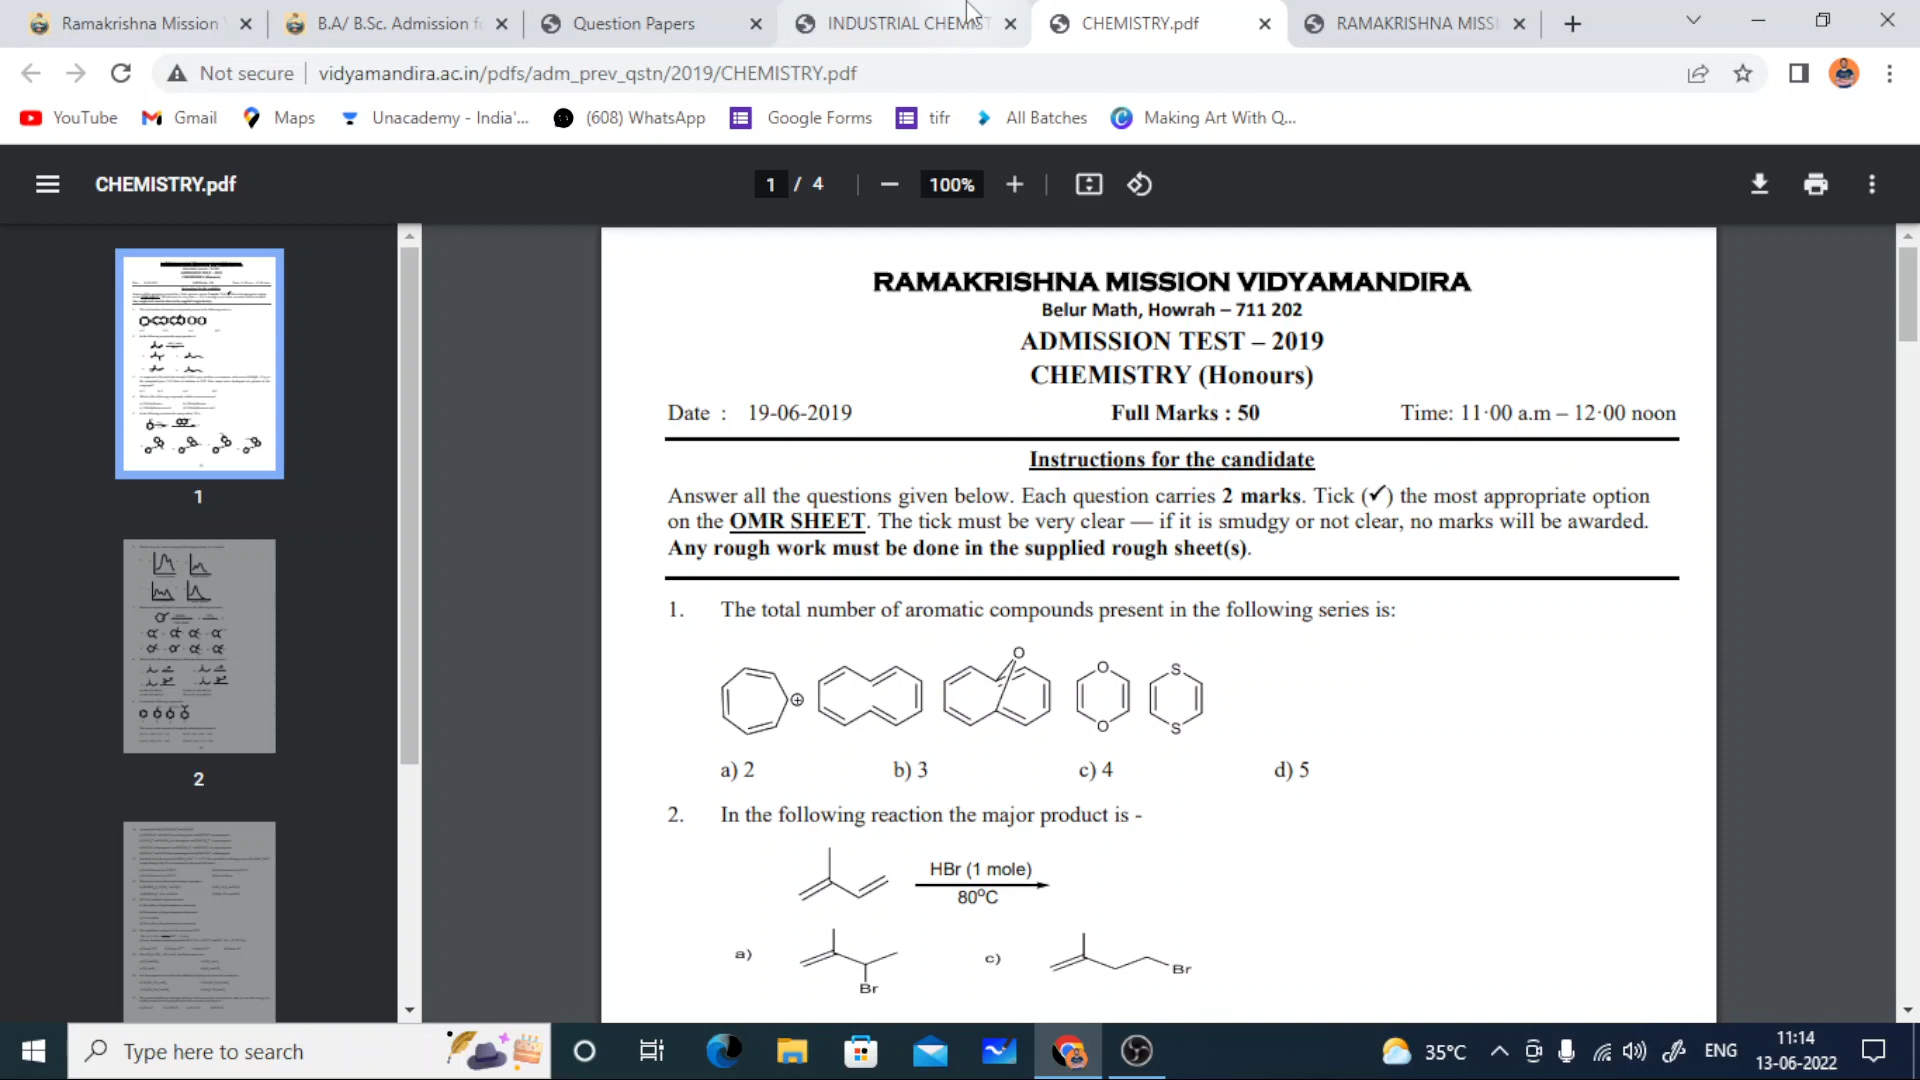 Ramakrishna Mission
B.A/ B.Sc. Admission f
Question Papers
INDUSTRIAL CHEMIST
CHEMISTRY.pdf
RAMAKRISHNA MISSI
Not secure
vidyamandira.ac.in/pdfs/adm_prev_qstn/2019/CHEMISTRY.pdf
YouTube
Gmail
Maps
Unacademy - India'...
(608) WhatsApp
Google Forms
tifr
All Batches
Making Art With Q...
CHEMISTRY.pdf
1 / 4
100%
1
2
RAMAKRISHNA MISSION VIDYAMANDIRA
Belur Math, Howrah – 711 202
ADMISSION TEST – 2019
CHEMISTRY (Honours)
Date : 19-06-2019 Full Marks : 50 Time: 11·00 a.m – 12·00 noon
Instructions for the candidate
Answer all the questions given below. Each question carries 2 marks. Tick (✓) the most appropriate option
on the OMR SHEET. The tick must be very clear — if it is smudgy or not clear, no marks will be awarded.
Any rough work must be done in the supplied rough sheet(s).
1. The total number of aromatic compounds present in the following series is:
O
⊕
O
O
S
S
a) 2 b) 3 c) 4 d) 5
2. In the following reaction the major product is -
HBr (1 mole)
80°C
a)
Br
c)
Br
Type here to search
35°C
ENG
11:14
13-06-2022